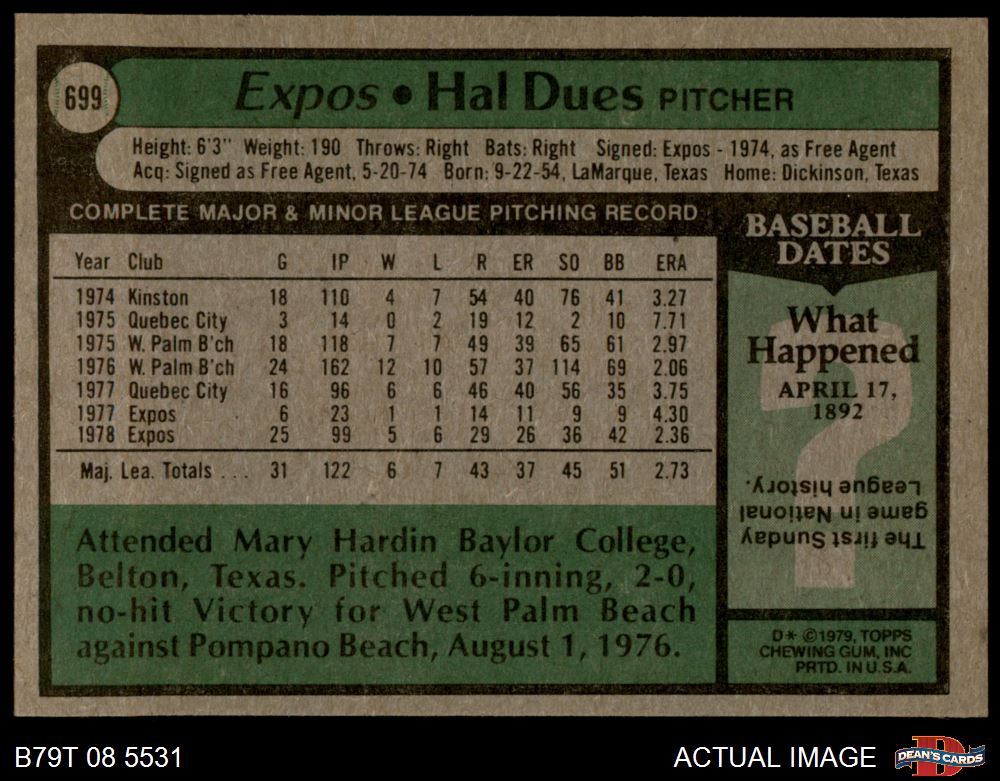 699
Expos • Hal Dues PITCHER
Height: 6'3" Weight: 190 Throws: Right Bats: Right Signed: Expos - 1974, as Free Agent
Acq: Signed as Free Agent, 5-20-74 Born: 9-22-54, LaMarque, Texas Home: Dickinson, Texas
COMPLETE MAJOR & MINOR LEAGUE PITCHING RECORD
Year Club G IP W L R ER SO BB ERA
1974 Kinston 18 110 4 7 54 40 76 41 3.27
1975 Quebec City 3 14 0 2 19 12 2 10 7.71
1975 W. Palm B'ch 18 118 7 7 49 39 65 61 2.97
1976 W. Palm B'ch 24 162 12 10 57 37 114 69 2.06
1977 Quebec City 16 96 6 6 46 40 56 35 3.75
1977 Expos 6 23 1 1 14 11 9 9 4.30
1978 Expos 25 99 5 6 29 26 36 42 2.36
Maj. Lea. Totals . . . 31 122 6 7 43 37 45 51 2.73
Attended Mary Hardin Baylor College,
Belton, Texas. Pitched 6-inning, 2-0,
no-hit Victory for West Palm Beach
against Pompano Beach, August 1, 1976.
BASEBALL
DATES
What
Happened
APRIL 17,
1892
?
The first Sunday
game in National
League history.
D* ©1979, TOPPS
CHEWING GUM, INC
PRTD. IN U.S.A.
B79T 08 5531
ACTUAL IMAGE
D
DEAN'S CARDS